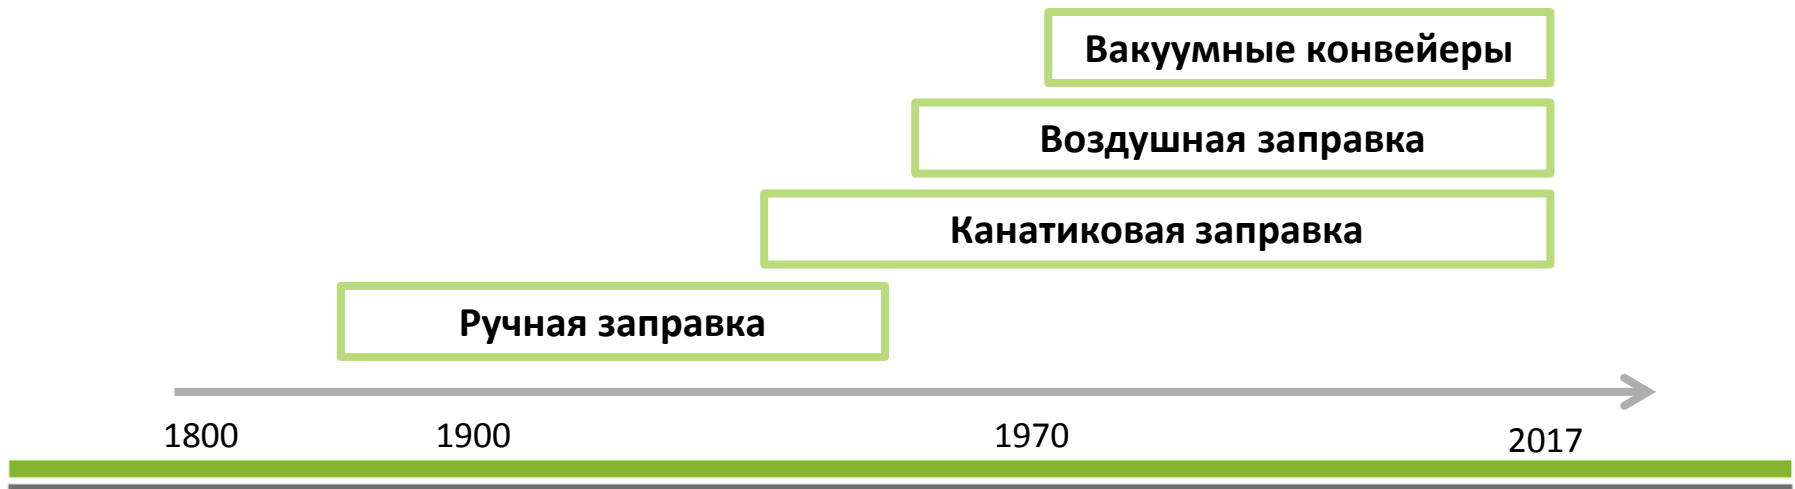 Вакуумные конвейеры
Воздушная заправка
Канатиковая заправка
Ручная заправка
1800 1900 1970 2017